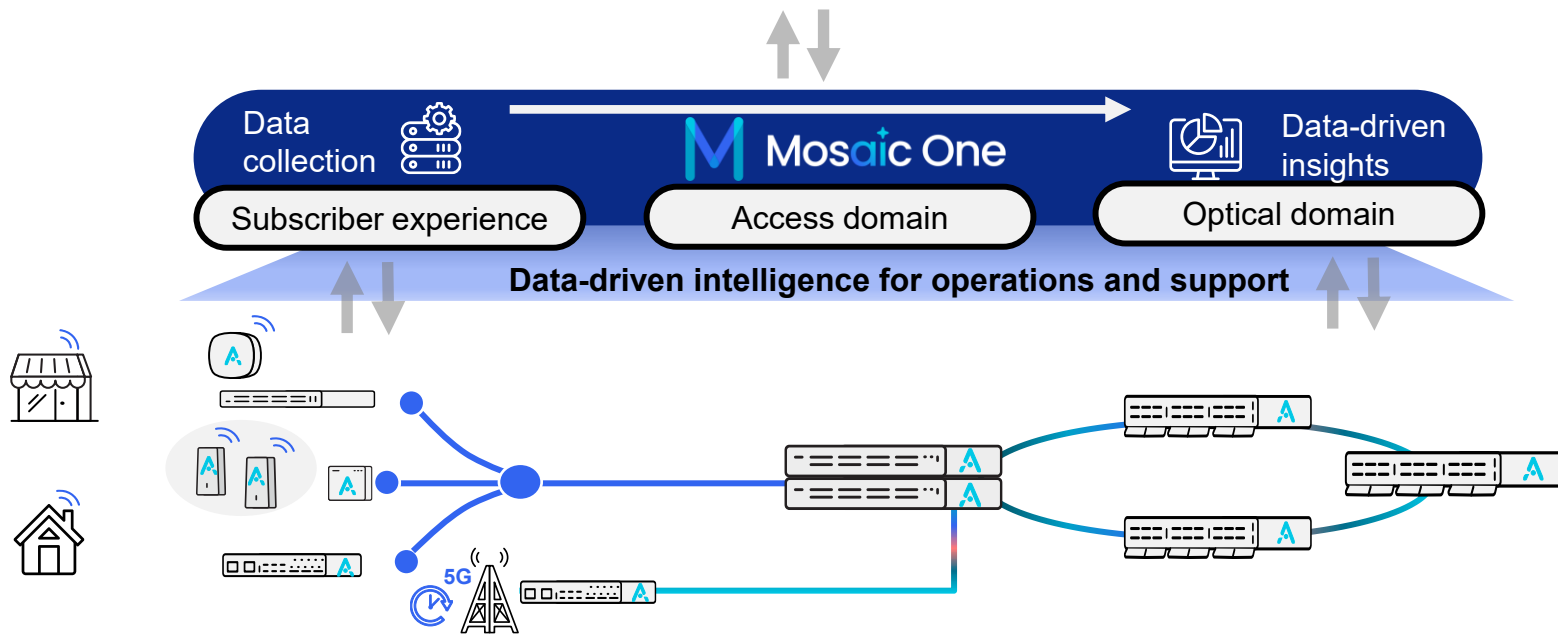 Data
collection
Mosaic One
Data-driven
insights
Subscriber experience
Access domain
Optical domain
Data-driven intelligence for operations and support
5G